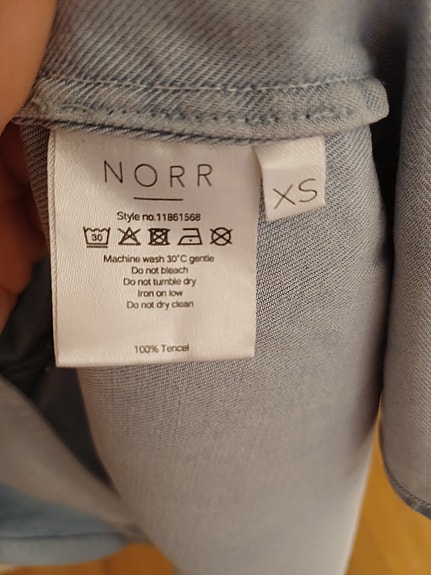 NORR
XS
Style no.11861568
30
Machine wash 30°C gentle
Do not bleach
Do not tumble dry
Iron on low
Do not dry clean
100% Tencel